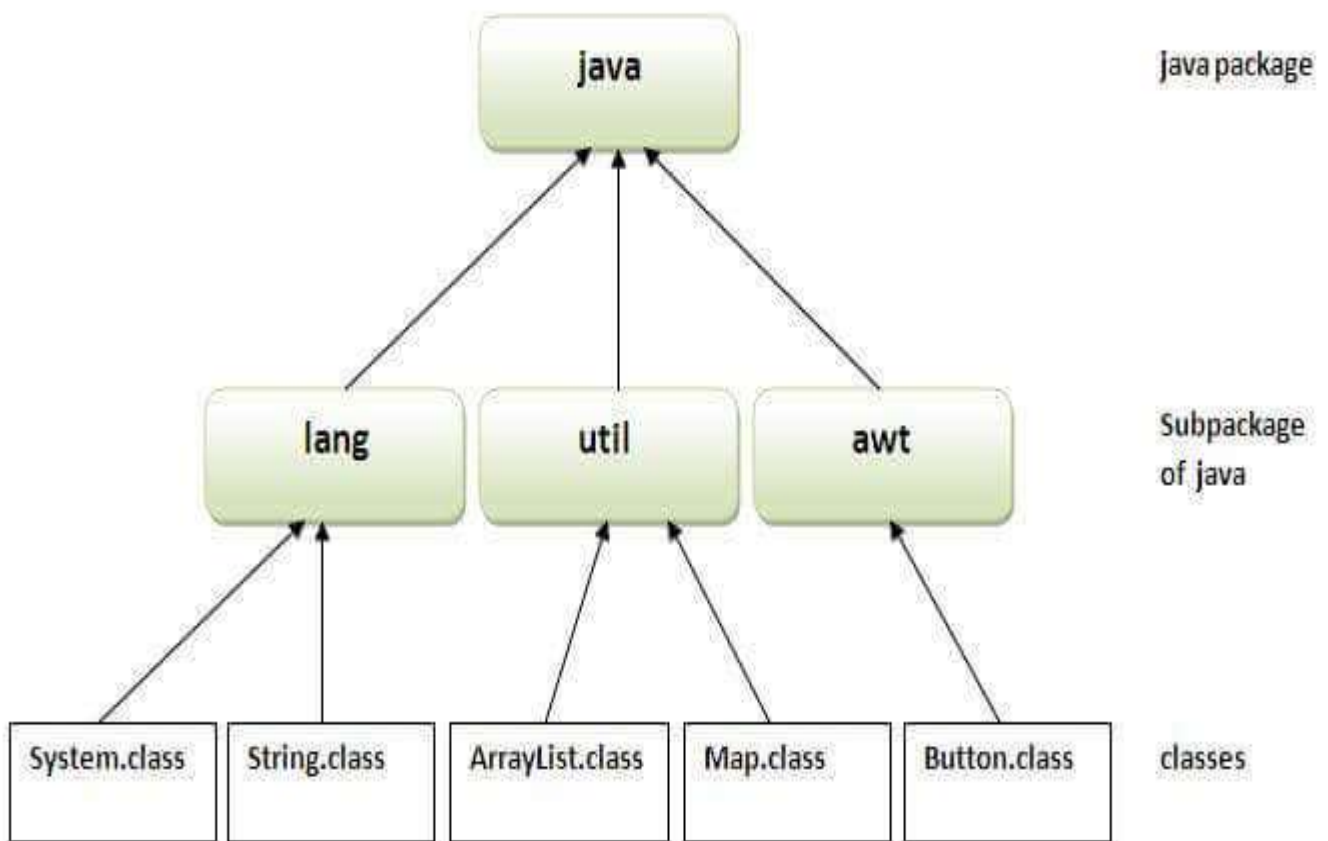 java
java package
lang
util
awt
Subpackage
of java
System.class
String.class
ArrayList.class
Map.class
Button.class
classes